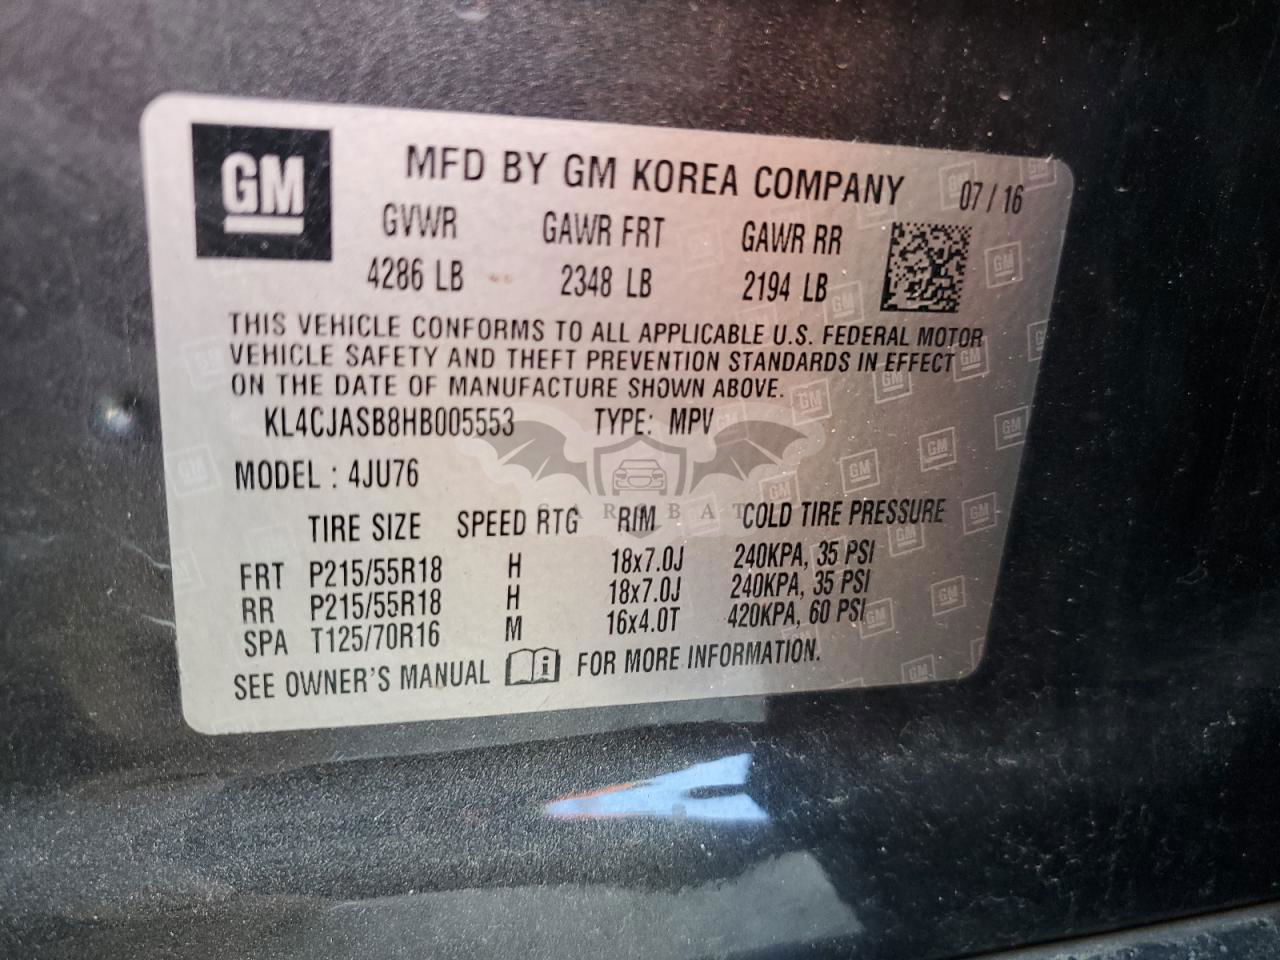 GM
MFD BY GM KOREA COMPANY 07 / 16
GVWR GAWR FRT GAWR RR
4286 LB 2348 LB 2194 LB
THIS VEHICLE CONFORMS TO ALL APPLICABLE U.S. FEDERAL MOTOR
VEHICLE SAFETY AND THEFT PREVENTION STANDARDS IN EFFECT
ON THE DATE OF MANUFACTURE SHOWN ABOVE.
KL4CJASB8HB005553 TYPE: MPV
MODEL : 4JU76
CAR BAT
TIRE SIZE SPEED RTG RIM COLD TIRE PRESSURE
FRT P215/55R18 H 18x7.0J 240KPA, 35 PSI
RR P215/55R18 H 18x7.0J 240KPA, 35 PSI
SPA T125/70R16 M 16x4.0T 420KPA, 60 PSI
SEE OWNER'S MANUAL i FOR MORE INFORMATION.